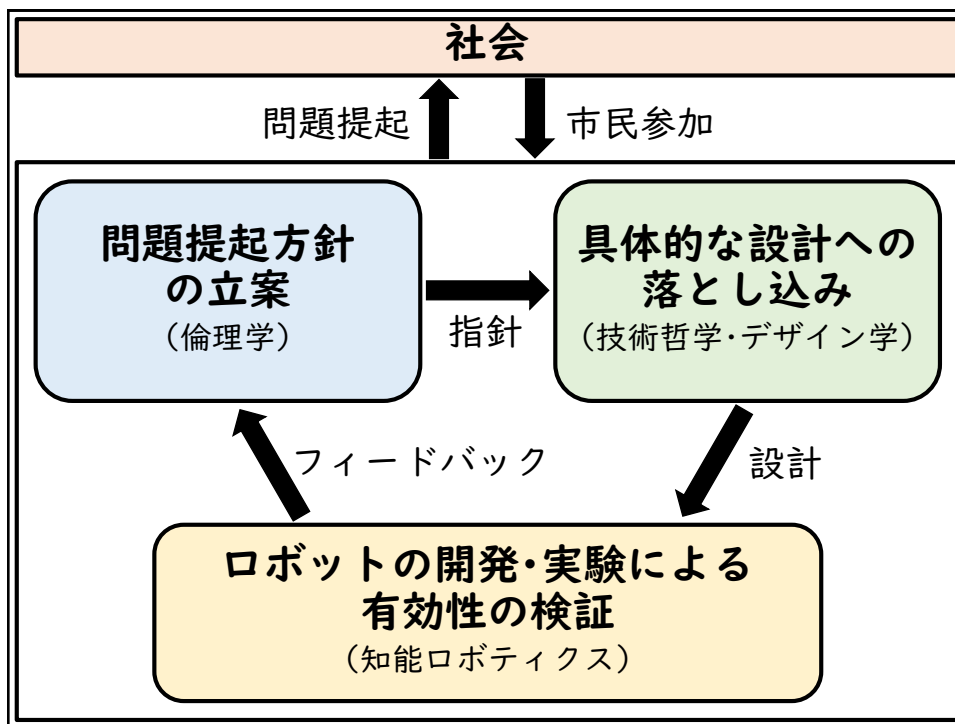 社会
問題提起
市民参加
問題提起方針
の立案
(倫理学)
指針
具体的な設計への
落とし込み
(技術哲学・デザイン学)
フィードバック
設計
ロボットの開発・実験による
有効性の検証
(知能ロボティクス)